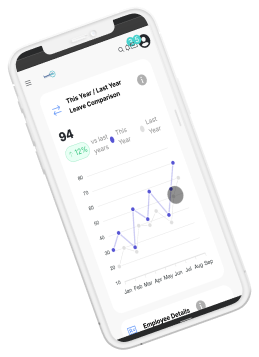 This Year / Last Year
Leave Comparison
94
↑ 12%
vs last
years
This
Year
Last
Year
80
70
60
50
40
30
20
10
Jan Feb Mar Apr May Jun Jul Aug Sep
Employee Details